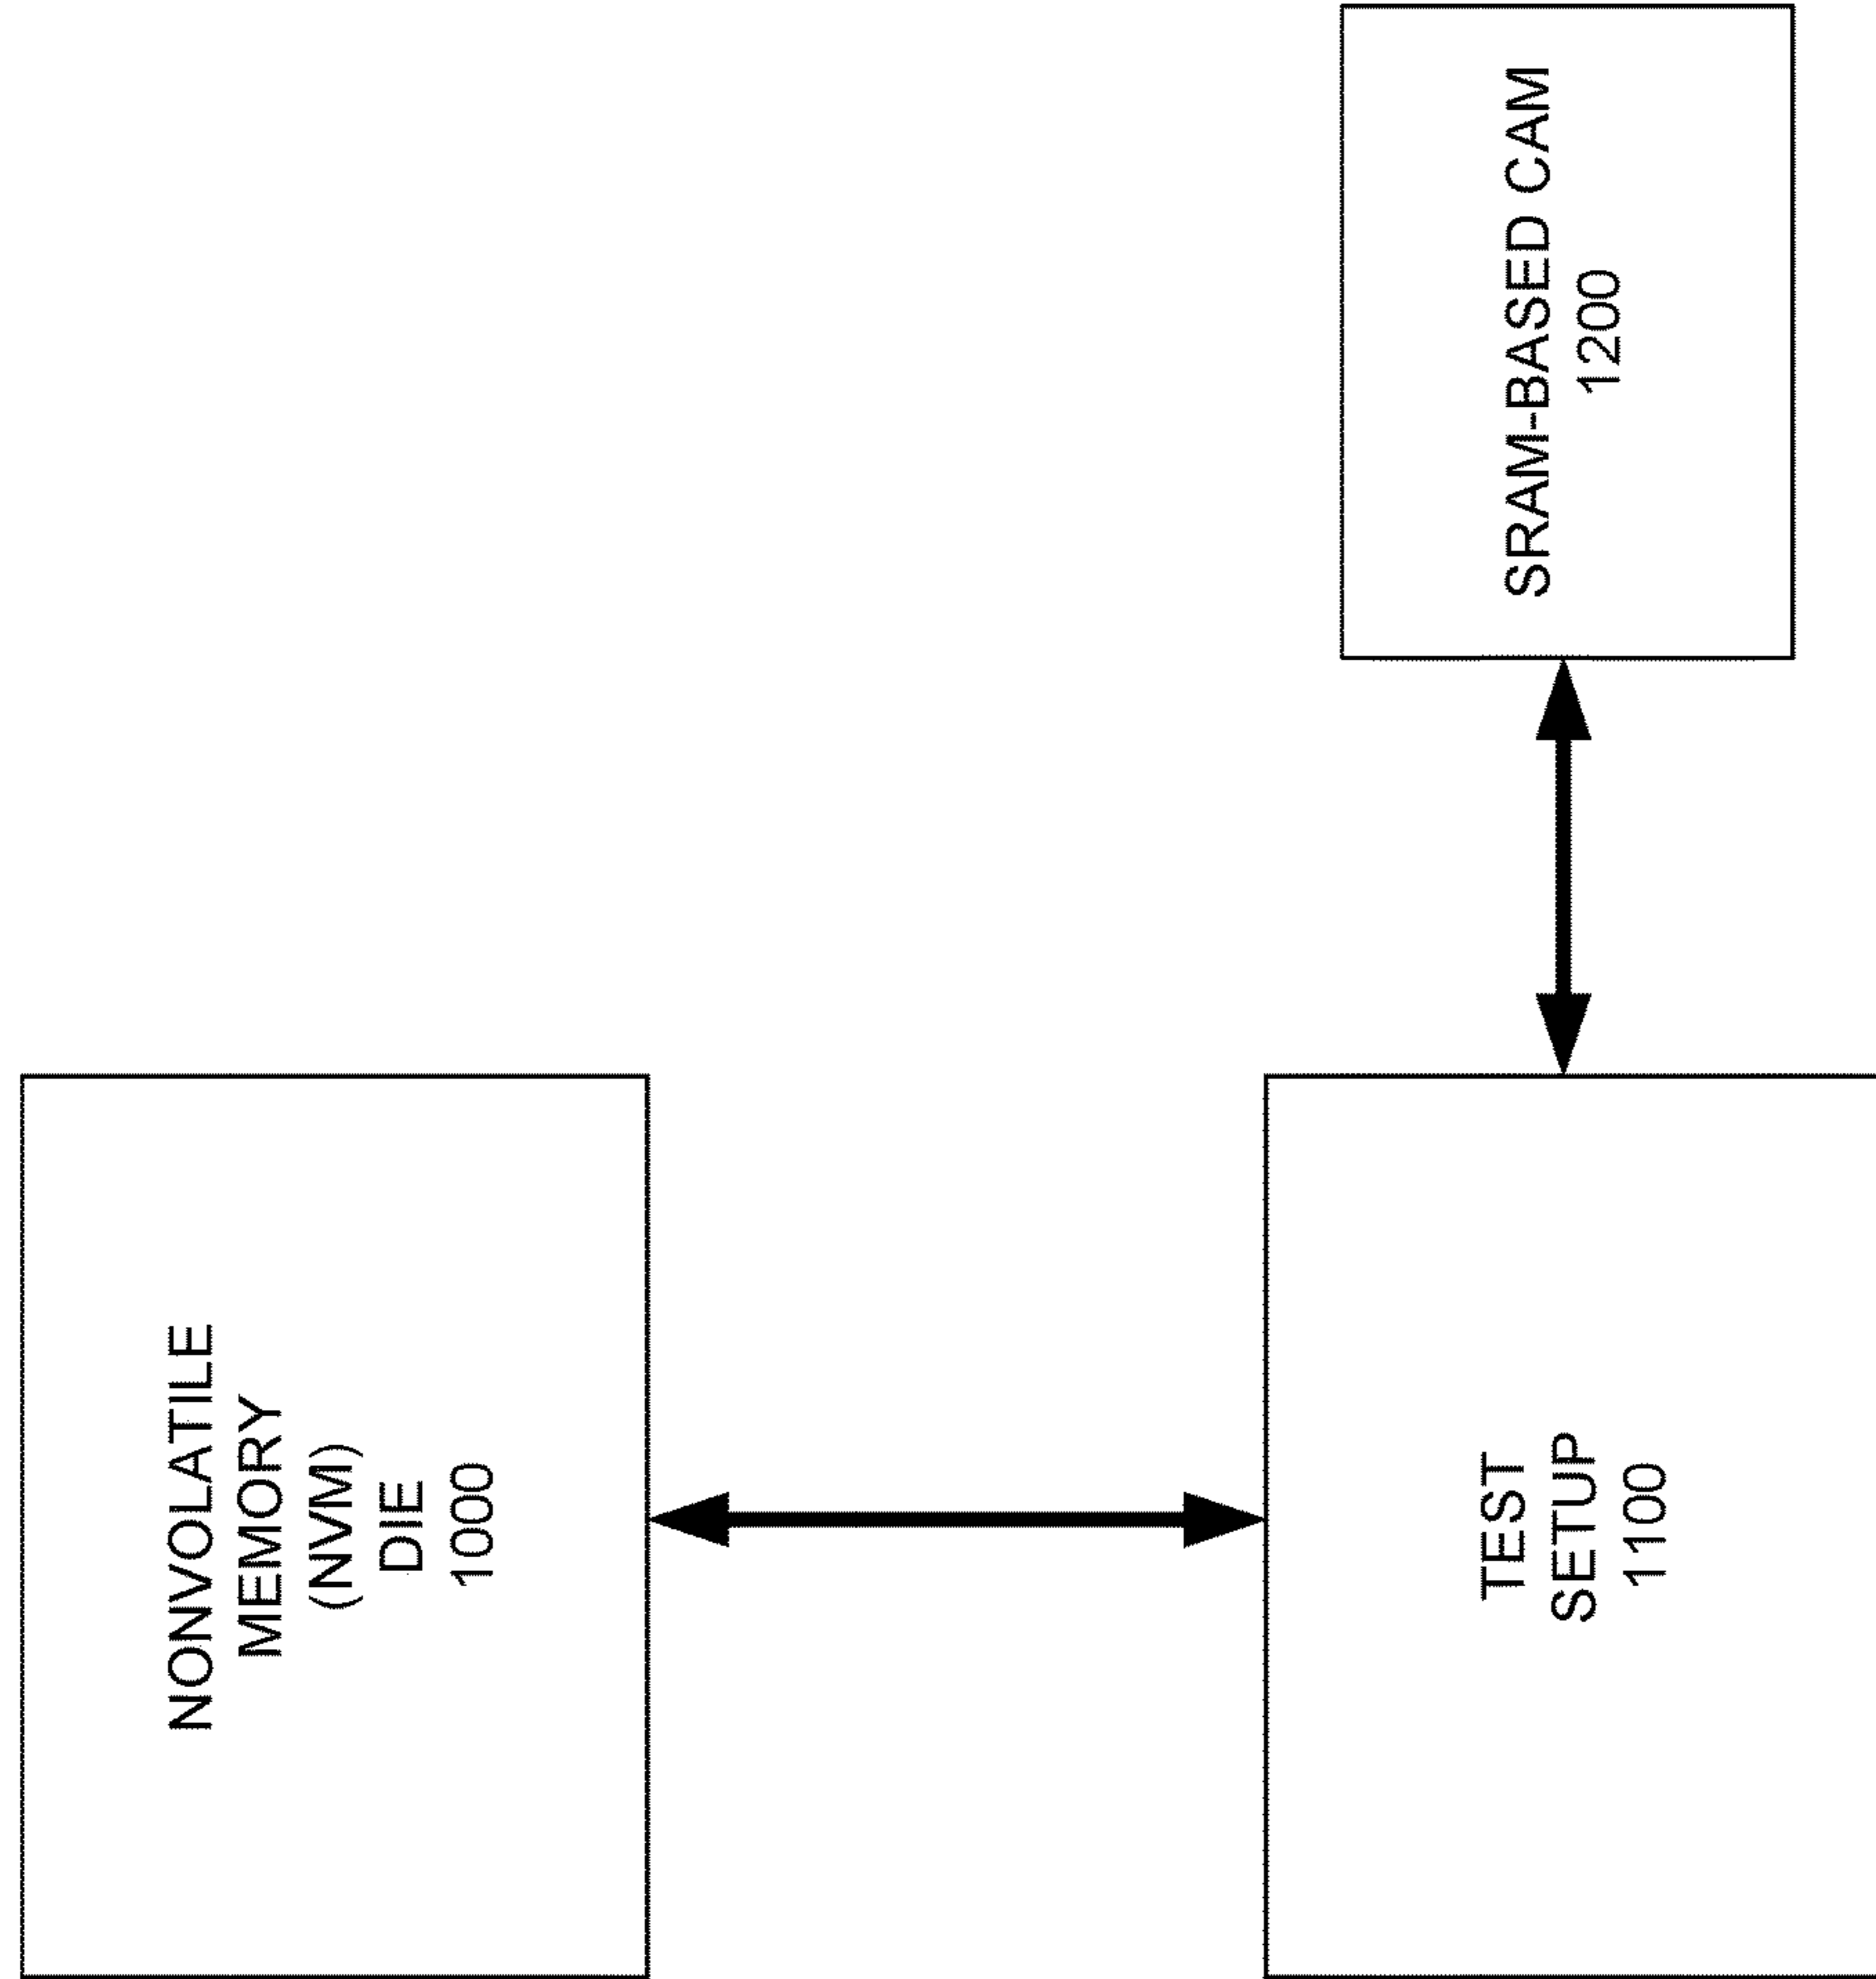 NONVOLATILE
MEMORY
(NVM)
DIE
1000
TEST
SETUP
1100
SRAM-BASED CAM
1200